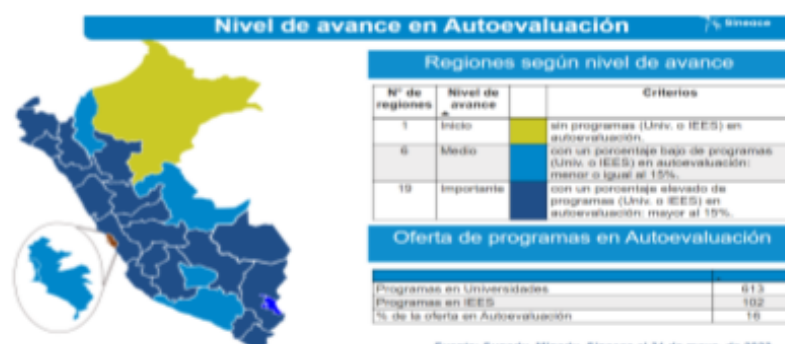 Nivel de avance en Autoevaluación
Sineace
Regiones según nivel de avance
N° de regiones Nivel de avance Criterios
1 Inicio sin programas (Univ. o IEES) en
autoevaluación.
6 Medio con un porcentaje bajo de programas
(Univ. o IEES) en autoevaluación:
menor o igual al 15%.
19 Importante con un porcentaje elevado de
programas (Univ. o IEES) en
autoevaluación: mayor al 15%.
Oferta de programas en Autoevaluación
Programas en Universidades 613
Programas en IEES 102
% de la oferta en Autoevaluación 16